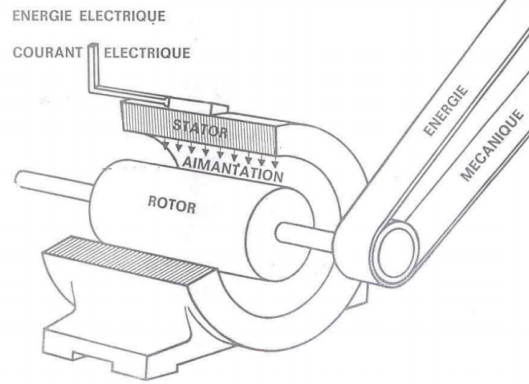 ENERGIE ELECTRIQUE
COURANT ELECTRIQUE
STATOR
AIMANTATION
ROTOR
ENERGIE
MECANIQUE